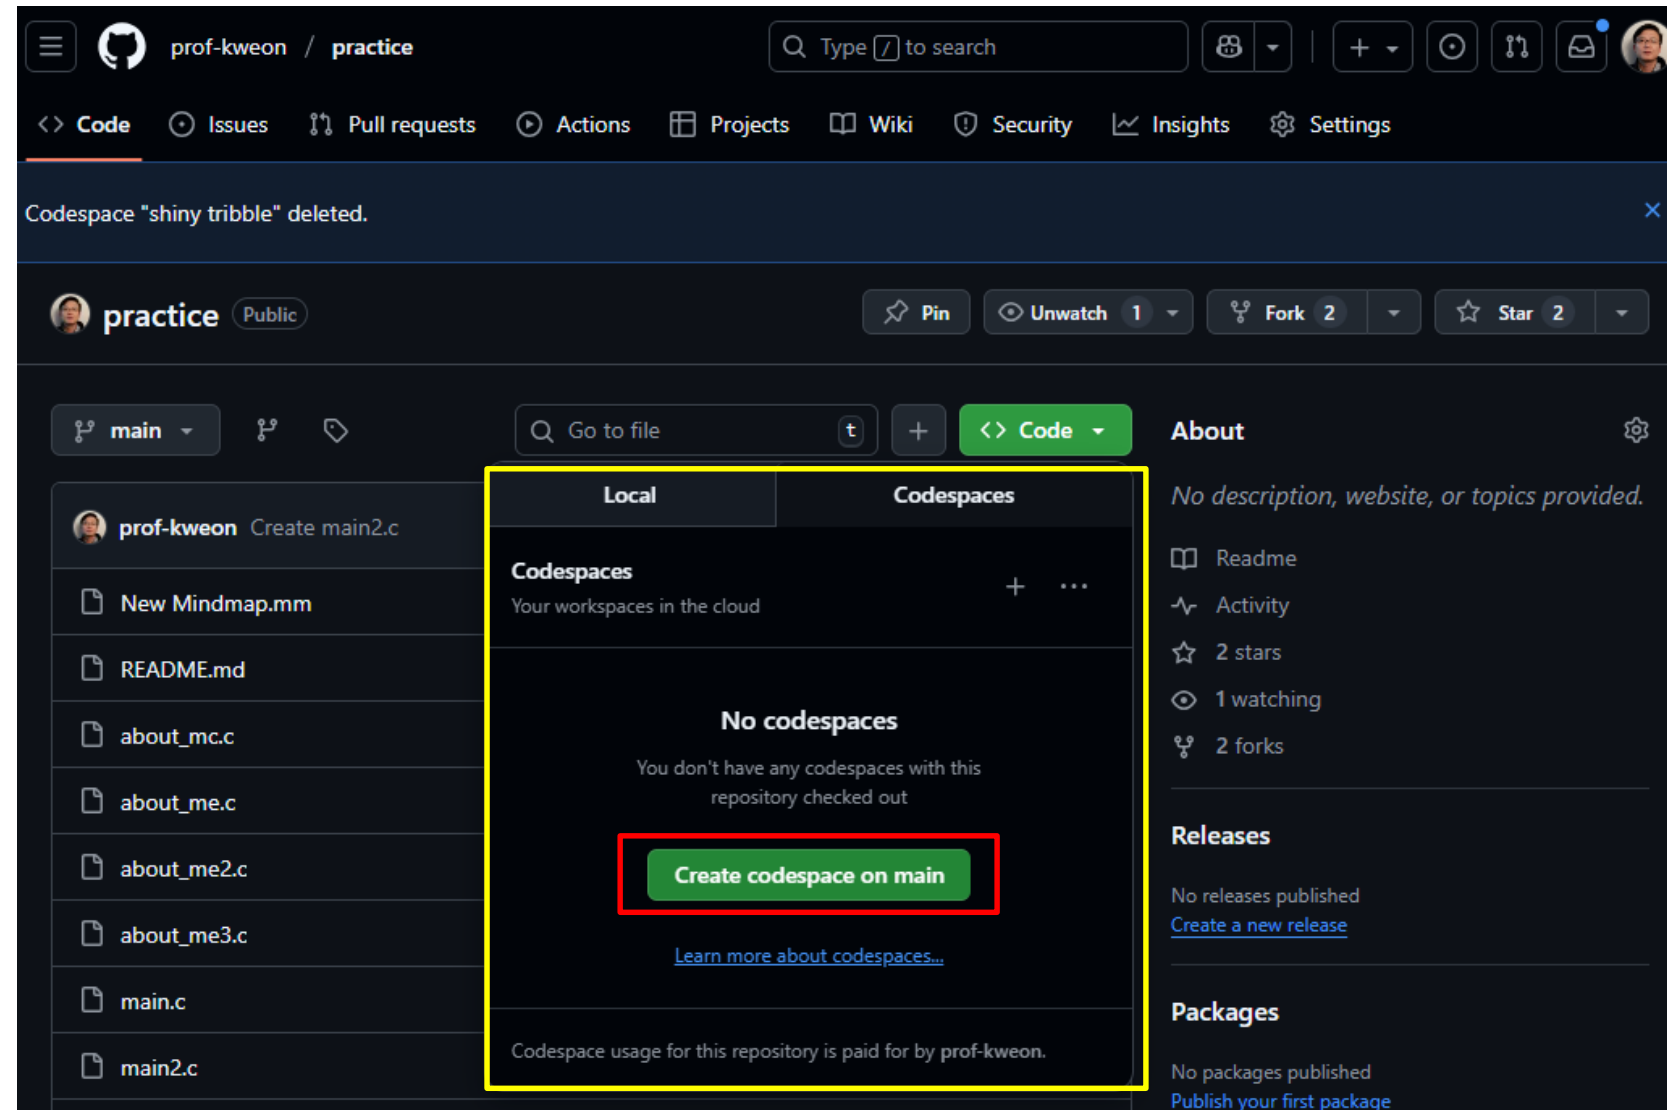 prof-kweon / practice
Type / to search
Code Issues Pull requests Actions Projects Wiki Security Insights Settings
Codespace "shiny tribble" deleted.
practice Public
Pin Unwatch 1 Fork 2 Star 2
main
Go to file t
Code
Local Codespaces
Codespaces
Your workspaces in the cloud
No codespaces
You don't have any codespaces with this
repository checked out
Create codespace on main
Learn more about codespaces...
Codespace usage for this repository is paid for by prof-kweon.
prof-kweon Create main2.c
New Mindmap.mm
README.md
about_mc.c
about_me.c
about_me2.c
about_me3.c
main.c
main2.c
About
No description, website, or topics provided.
Readme
Activity
2 stars
1 watching
2 forks
Releases
No releases published
Create a new release
Packages
No packages published
Publish your first package